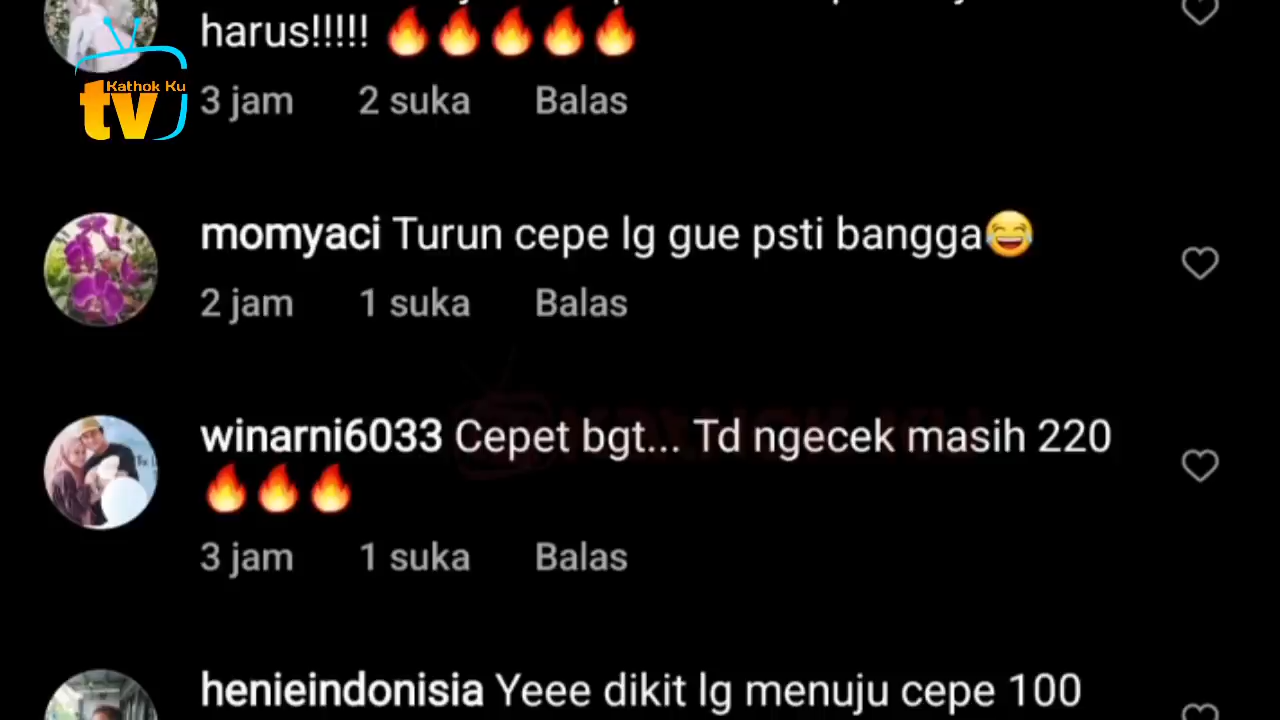 harus!!!!! 🔥🔥🔥🔥🔥
Kathok Ku
tv
3 jam 2 suka Balas
momyaci Turun cepe lg gue psti bangga😂
2 jam 1 suka Balas
winarni6033 Cepet bgt... Td ngecek masih 220
🔥🔥🔥
3 jam 1 suka Balas
henieindonisia Yeee dikit lg menuju cepe 100